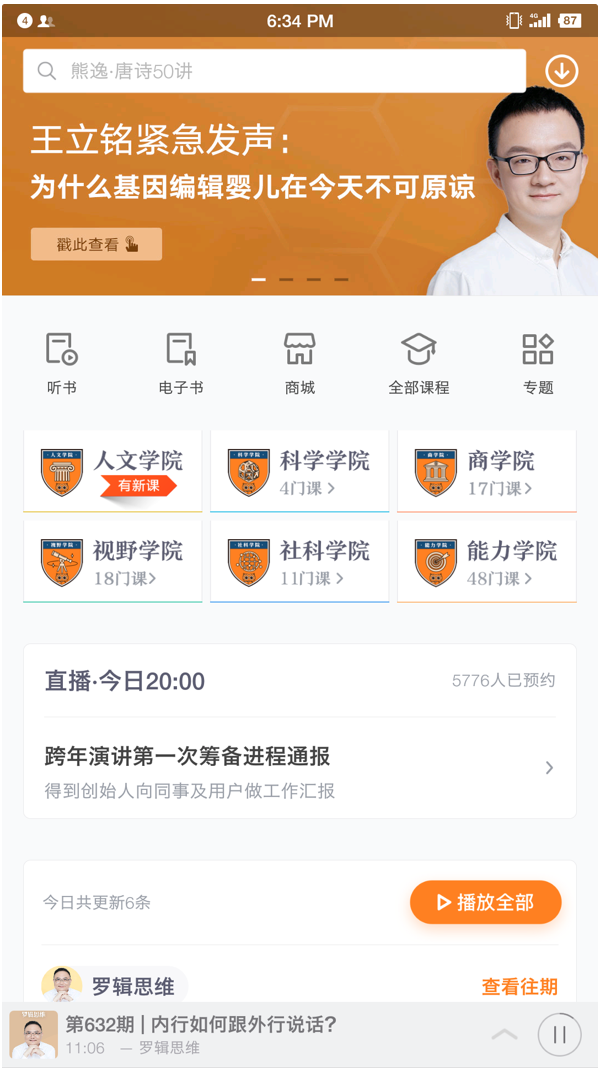 4
6:34 PM
4G
87
熊逸·唐诗50讲
王立铭紧急发声：
为什么基因编辑婴儿在今天不可原谅
戳此查看
听书
电子书
商城
全部课程
专题
人文学院
人文学院
有新课
科学学院
科学学院
4门课
商学院
商学院
17门课
视野学院
视野学院
18门课
社科学院
社科学院
11门课
能力学院
能力学院
48门课
直播·今日20:00
5776人已预约
跨年演讲第一次筹备进程通报
得到创始人向同事及用户做工作汇报
今日共更新6条
播放全部
罗辑思维
查看往期
罗辑思维
第632期 | 内行如何跟外行说话?
11:06 — 罗辑思维